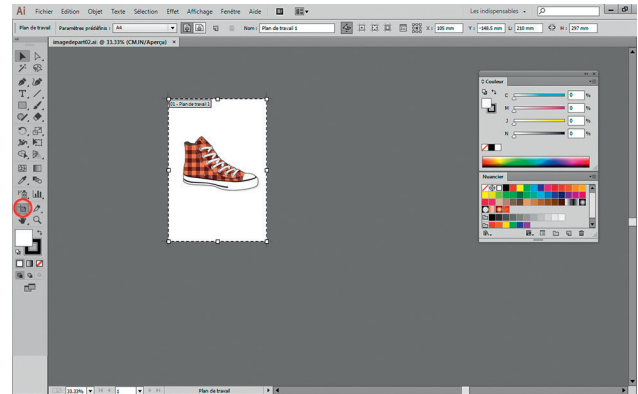 Ai Fichier Edition Objet Texte Sélection Effet Affichage Fenêtre Aide Les indispensables
Plan de travail Paramètres prédéfinis : A4 Nom : Plan de travail 1 X : 105 mm Y : -148.5 mm L: 210 mm H : 297 mm
imagedepart02.ai @ 33.33% (CM/N/Aperçu) ×
01 - Plan de travail 1
Couleur
C 0 %
M 0 %
J 0 %
N 0 %
Nuancier
33.33% 1 Plan de travail